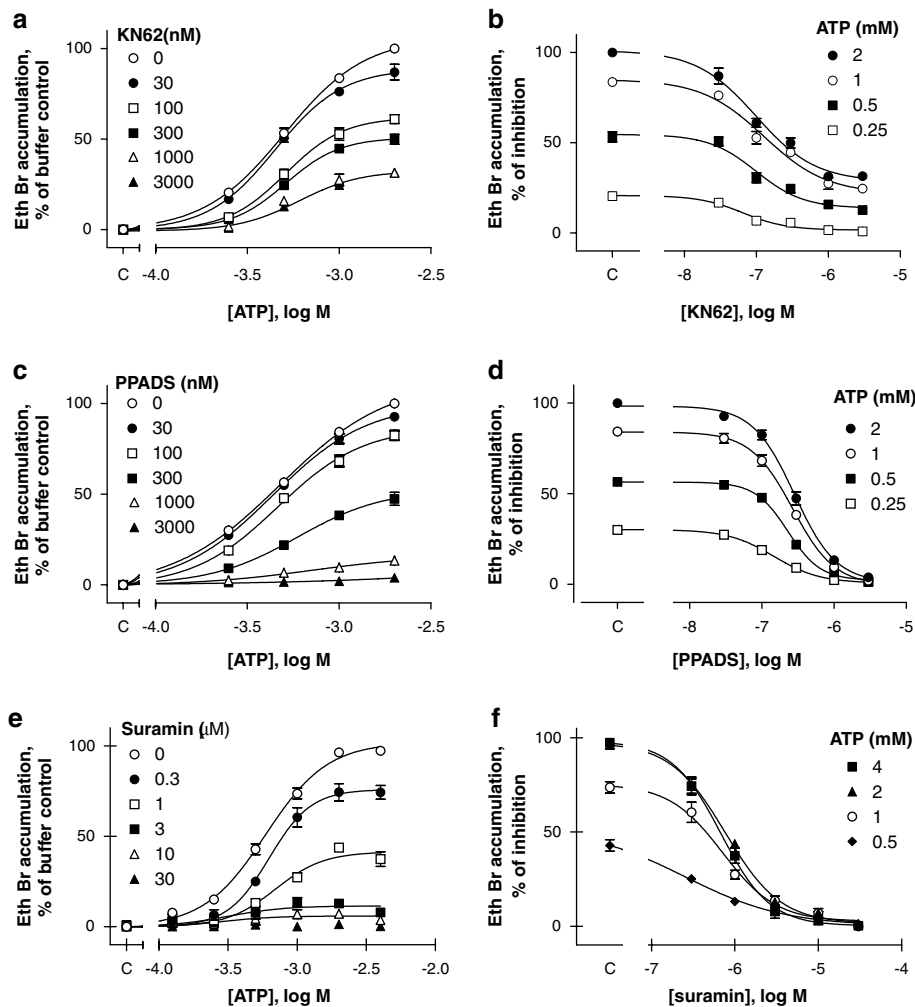 a
KN62(nM)
0
30
100
300
1000
3000
Eth Br accumulation,
% of buffer control
100
50
0
C
-4.0
-3.5
-3.0
-2.5
[ATP], log M
b
ATP (mM)
2
1
0.5
0.25
Eth Br accumulation,
% of inhibition
100
50
0
C
-8
-7
-6
-5
[KN62], log M
c
PPADS (nM)
0
30
100
300
1000
3000
Eth Br accumulation,
% of buffer control
100
50
0
C
-4.0
-3.5
-3.0
-2.5
[ATP], log M
d
ATP (mM)
2
1
0.5
0.25
Eth Br accumulation,
% of inhibition
100
50
0
C
-8
-7
-6
-5
[PPADS], log M
e
Suramin (μM)
0
0.3
1
3
10
30
Eth Br accumulation,
% of buffer control
100
50
0
C
-4.0
-3.5
-3.0
-2.5
-2.0
[ATP], log M
f
ATP (mM)
4
2
1
0.5
Eth Br accumulation,
% of inhibition
100
50
0
C
-7
-6
-5
-4
[suramin], log M